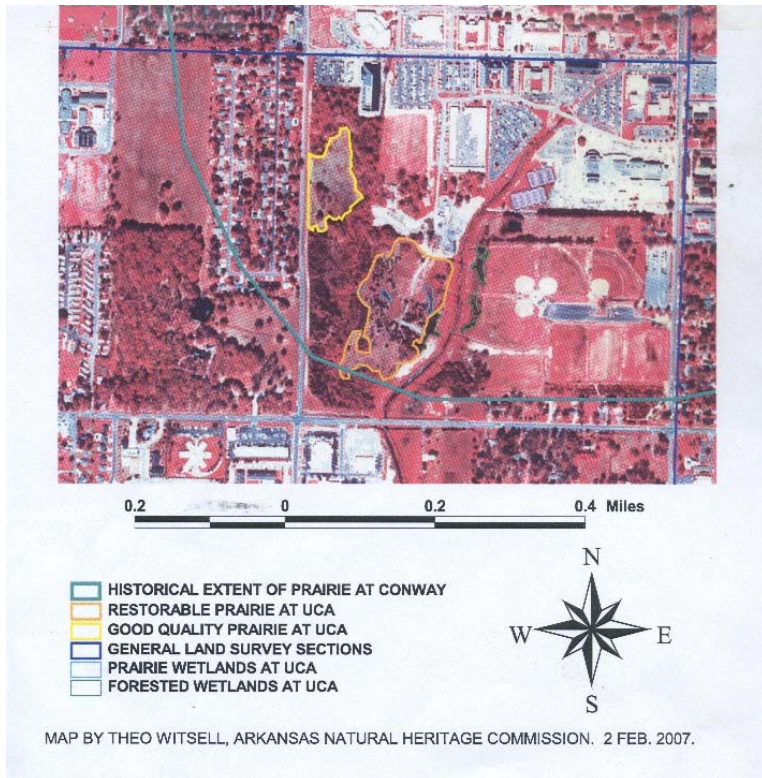 0.2 0 0.2 0.4 Miles
HISTORICAL EXTENT OF PRAIRIE AT CONWAY
RESTORABLE PRAIRIE AT UCA
GOOD QUALITY PRAIRIE AT UCA
GENERAL LAND SURVEY SECTIONS
PRAIRIE WETLANDS AT UCA
FORESTED WETLANDS AT UCA
N
W E
S
MAP BY THEO WITSELL, ARKANSAS NATURAL HERITAGE COMMISSION. 2 FEB. 2007.